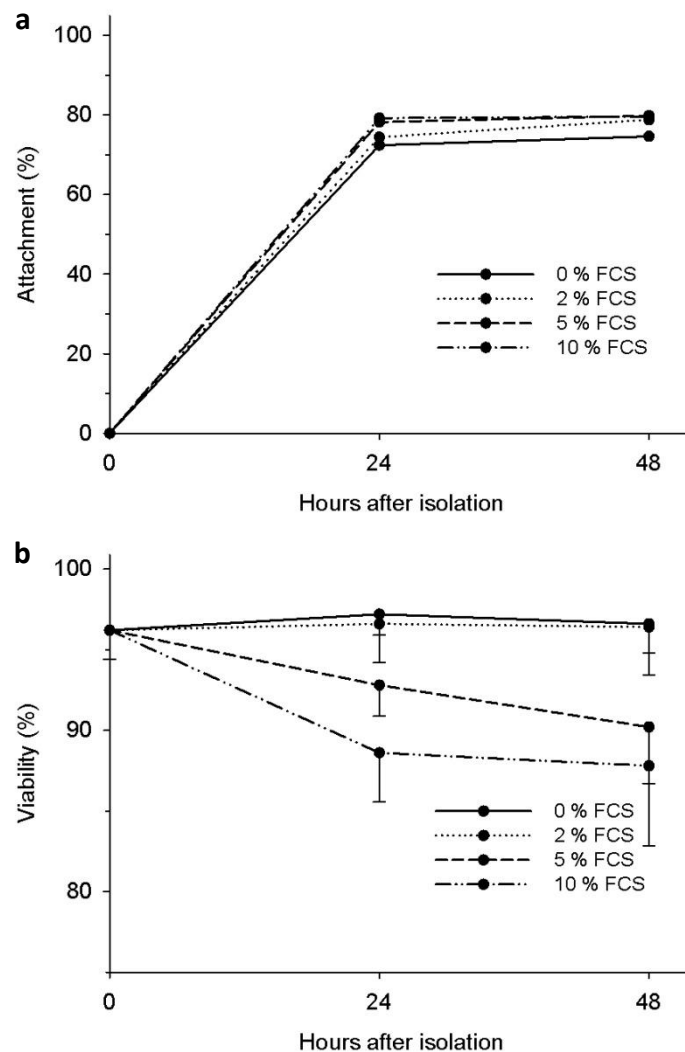 a
100
80
60
40
20
0
Attachment (%)
0 % FCS
2 % FCS
5 % FCS
10 % FCS
0 24 48
Hours after isolation
b
100
90
80
Viability (%)
0 % FCS
2 % FCS
5 % FCS
10 % FCS
0 24 48
Hours after isolation